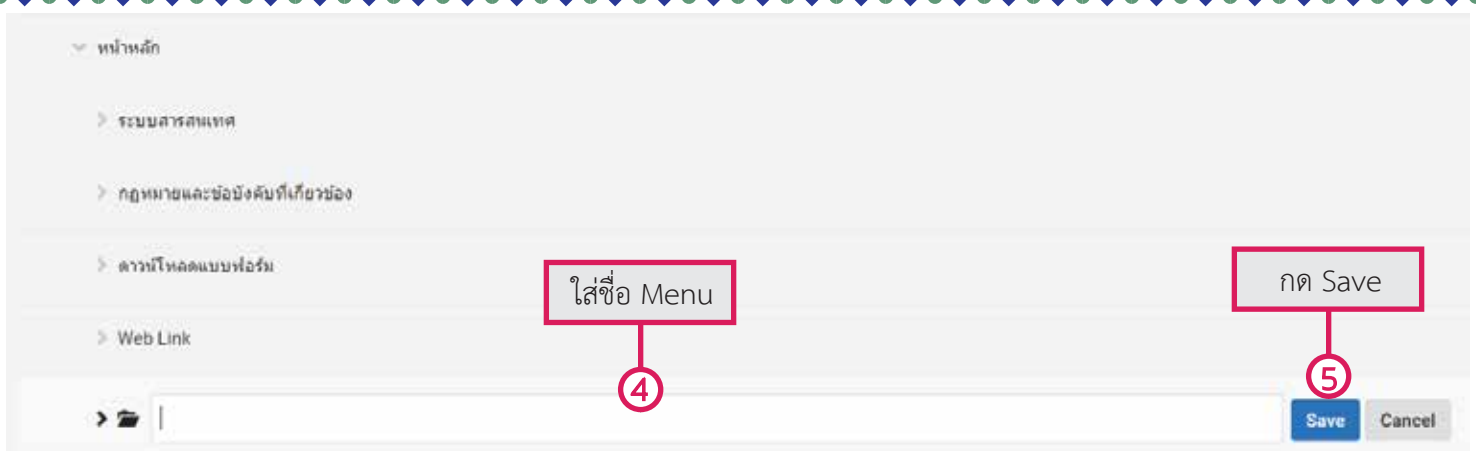 หน้าหลัก
ระบบสารสนเทศ
กฎหมายและข้อบังคับที่เกี่ยวข้อง
ดาวน์โหลดแบบฟอร์ม
ใส่ชื่อ Menu
กด Save
Web Link
4
5
Save Cancel